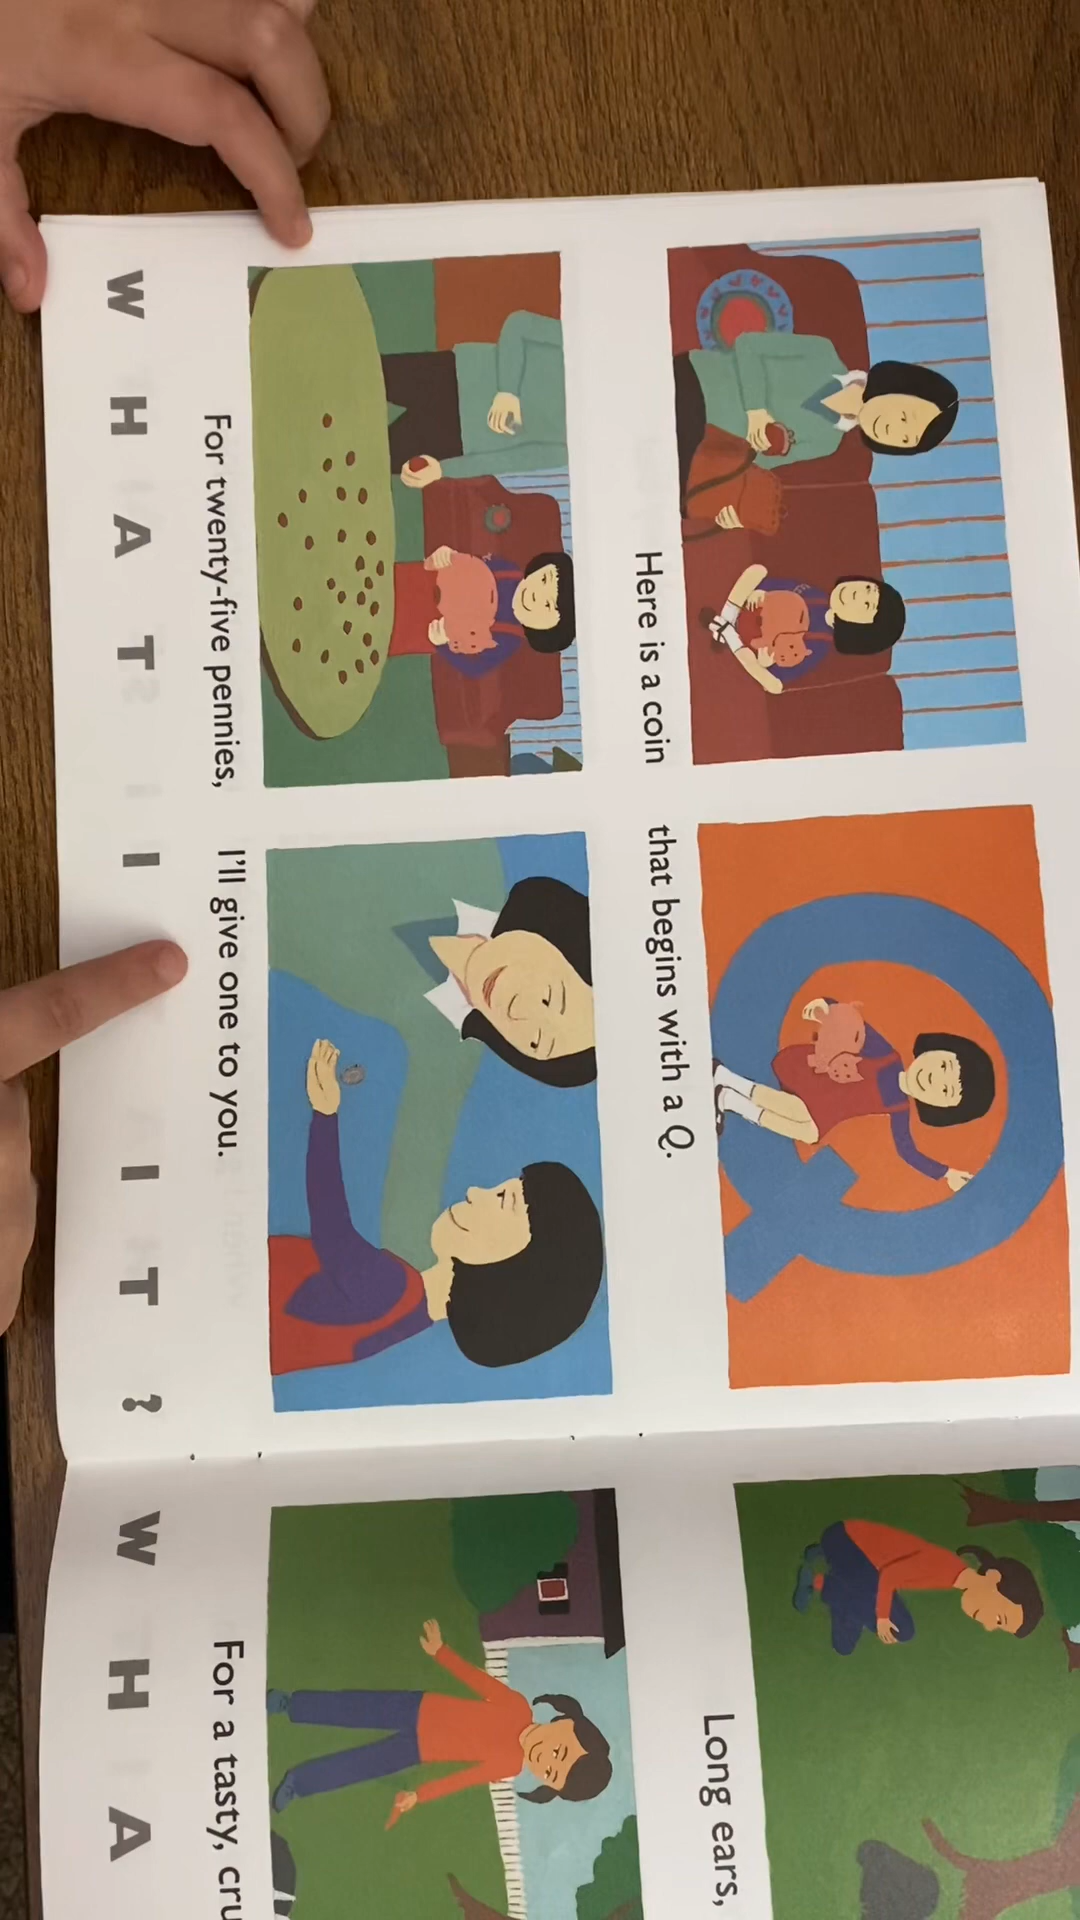 Q
Here is a coin
that begins with a Q.
For twenty-five pennies,
I'll give one to you.
W H A T I I T ?
Long ears,
For a tasty, cru
W H A